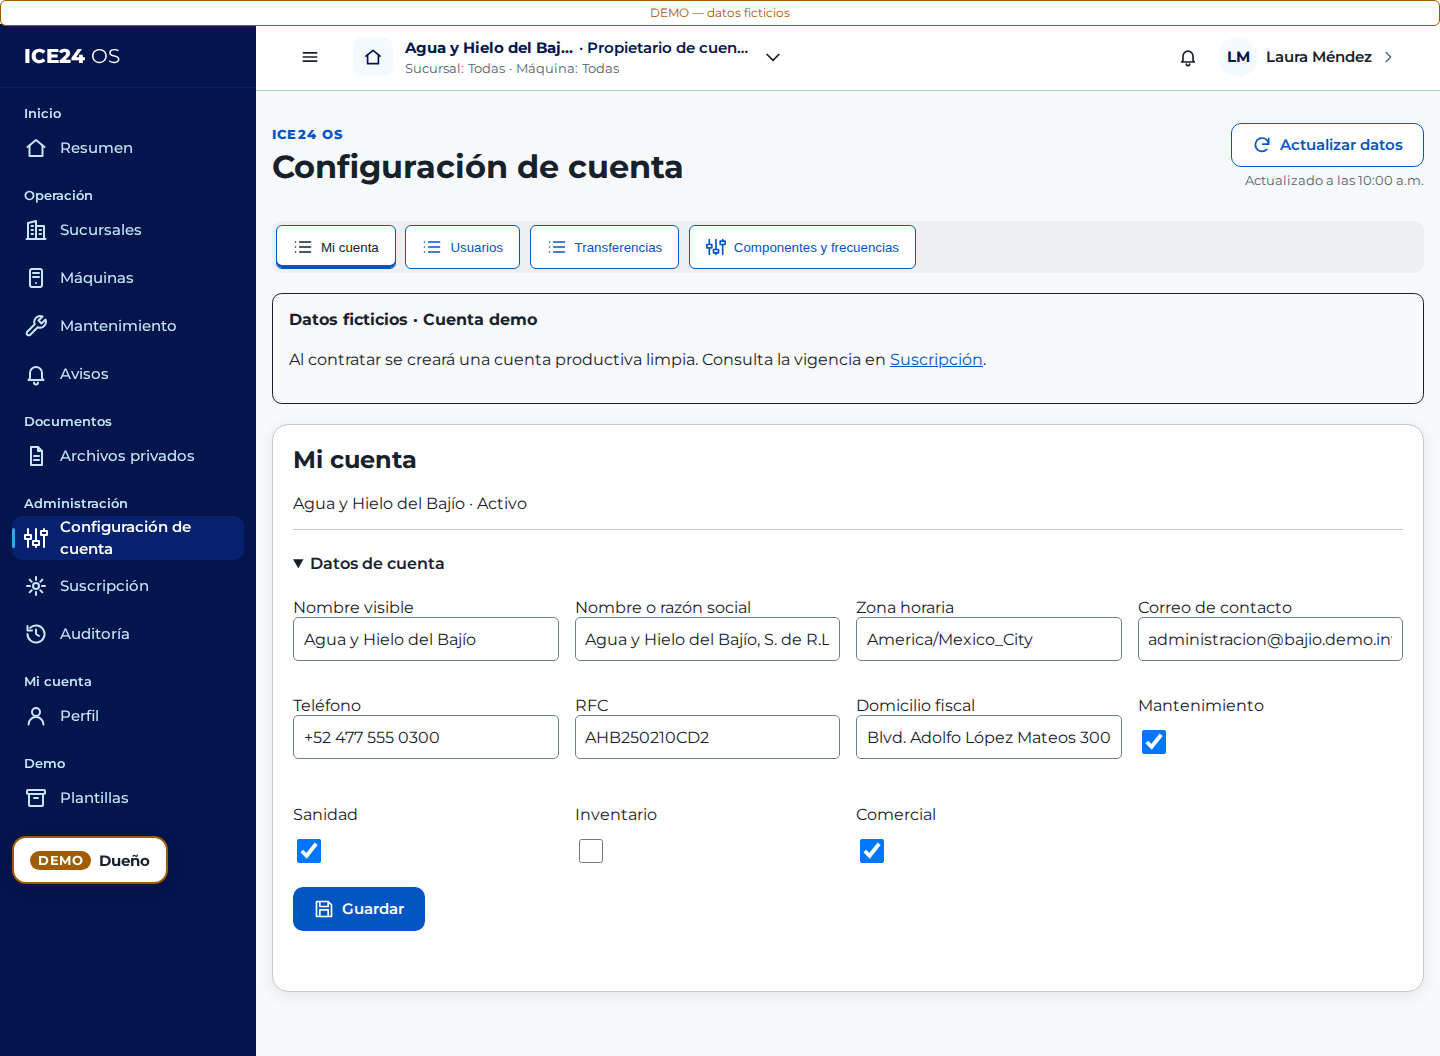 DEMO — datos ficticios
ICE24 OS
Inicio
Resumen
Operación
Sucursales
Máquinas
Mantenimiento
Avisos
Documentos
Archivos privados
Administración
Configuración de
cuenta
Suscripción
Auditoría
Mi cuenta
Perfil
Demo
Plantillas
DEMO Dueño
Agua y Hielo del Baj... · Propietario de cuen...
Sucursal: Todas · Máquina: Todas
LM Laura Méndez
ICE24 OS
Configuración de cuenta
Actualizar datos
Actualizado a las 10:00 a.m.
Mi cuenta Usuarios Transferencias Componentes y frecuencias
Datos ficticios · Cuenta demo
Al contratar se creará una cuenta productiva limpia. Consulta la vigencia en Suscripción.
Mi cuenta
Agua y Hielo del Bajío · Activo
Datos de cuenta
Nombre visible Nombre o razón social Zona horaria Correo de contacto
Agua y Hielo del Bajío Agua y Hielo del Bajío, S. de R.L America/Mexico_City administracion@bajio.demo.in
Teléfono RFC Domicilio fiscal Mantenimiento
+52 477 555 0300 AHB250210CD2 Blvd. Adolfo López Mateos 300
Sanidad Inventario Comercial
Guardar